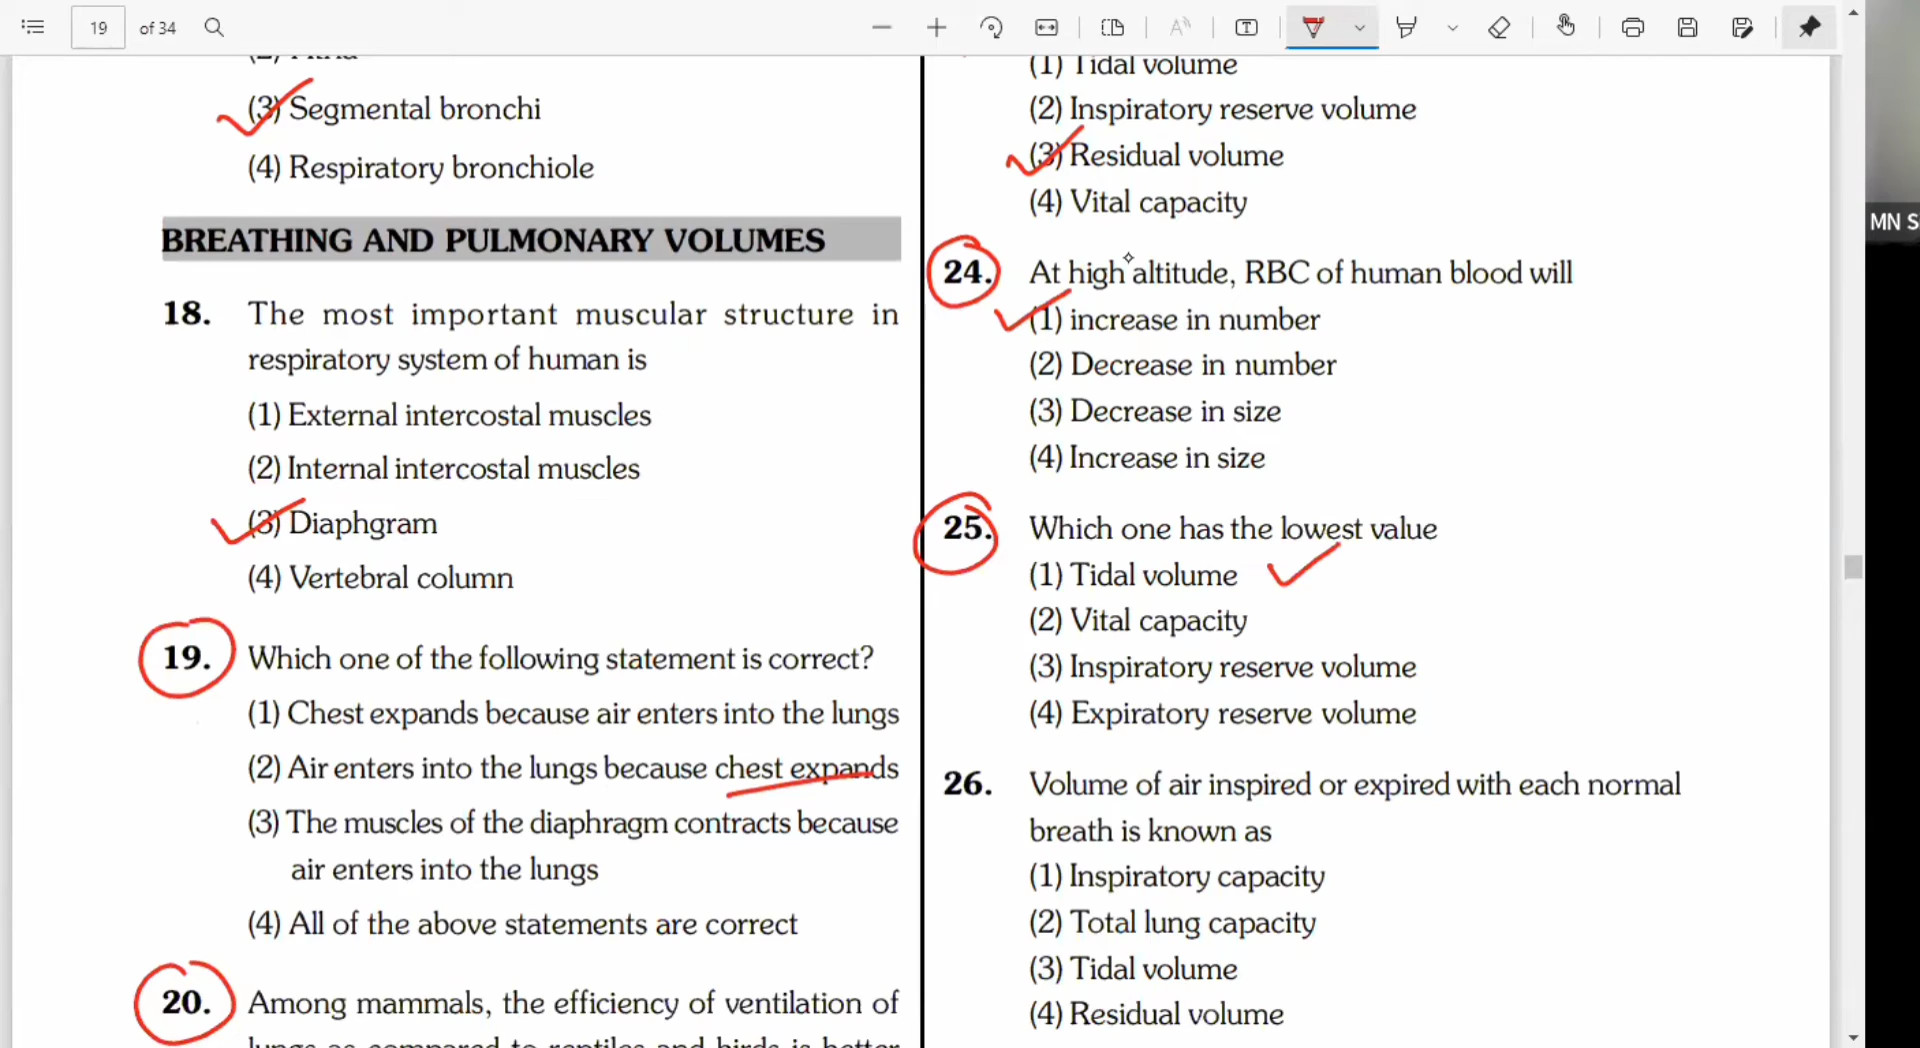 19 of 34
(3) Segmental bronchi
(4) Respiratory bronchiole
BREATHING AND PULMONARY VOLUMES
18. The most important muscular structure in
respiratory system of human is
(1) External intercostal muscles
(2) Internal intercostal muscles
(3) Diaphgram
(4) Vertebral column
19. Which one of the following statement is correct?
(1) Chest expands because air enters into the lungs
(2) Air enters into the lungs because chest expands
(3) The muscles of the diaphragm contracts because
air enters into the lungs
(4) All of the above statements are correct
20. Among mammals, the efficiency of ventilation of
lungs as compared to reptiles and birds is better
(1) Tidal volume
(2) Inspiratory reserve volume
(3) Residual volume
(4) Vital capacity
24. At high altitude, RBC of human blood will
(1) increase in number
(2) Decrease in number
(3) Decrease in size
(4) Increase in size
25. Which one has the lowest value
(1) Tidal volume
(2) Vital capacity
(3) Inspiratory reserve volume
(4) Expiratory reserve volume
26. Volume of air inspired or expired with each normal
breath is known as
(1) Inspiratory capacity
(2) Total lung capacity
(3) Tidal volume
(4) Residual volume
MN S